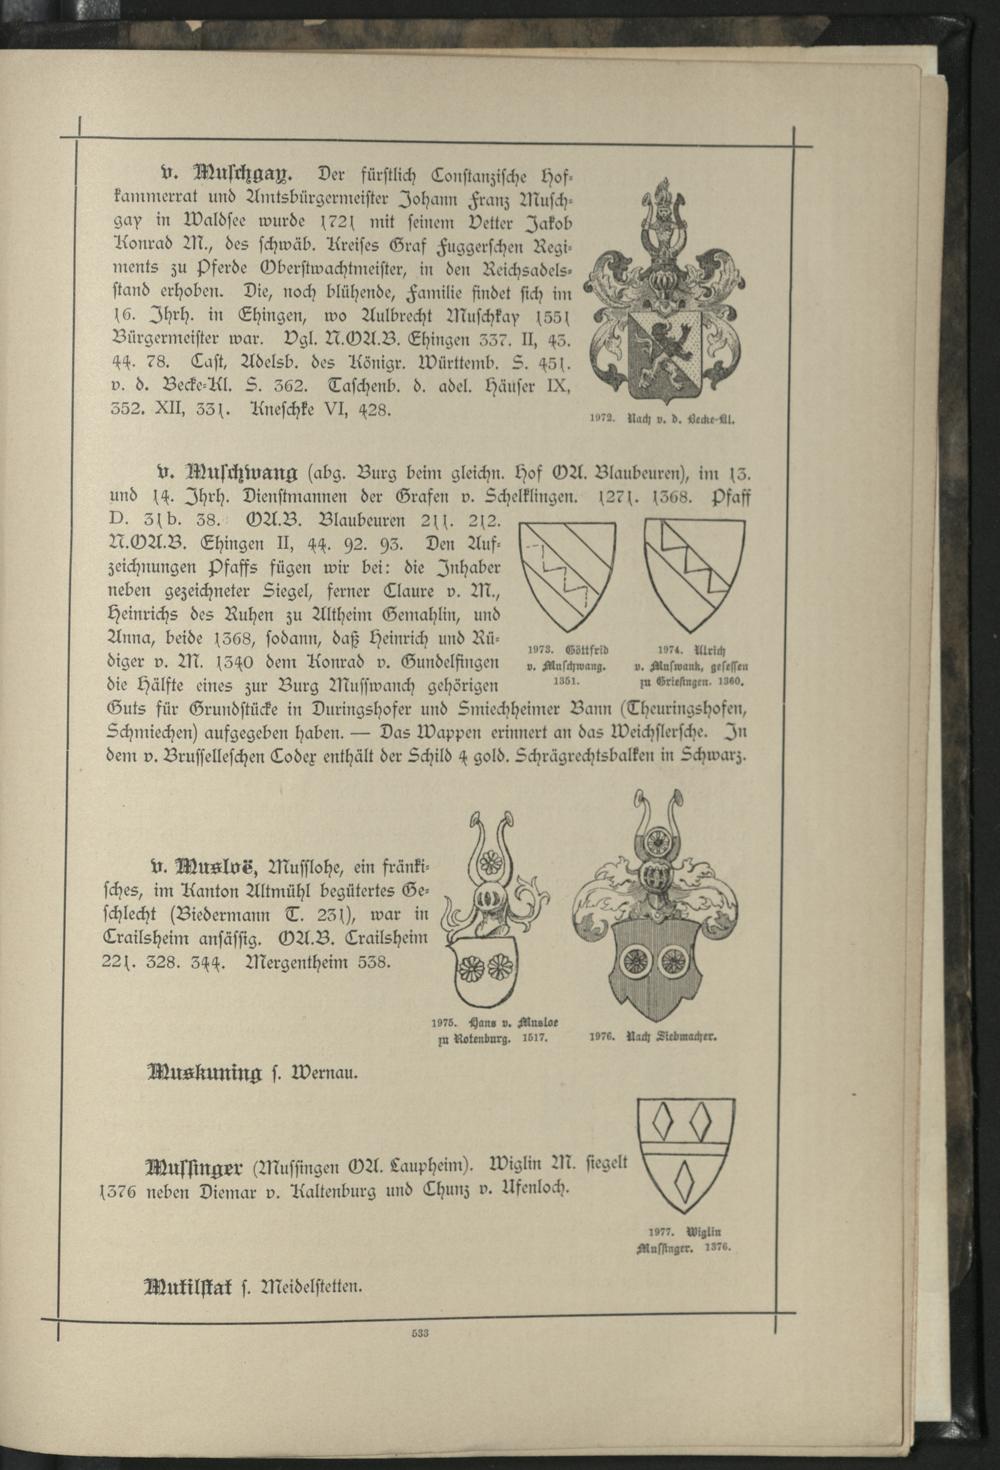 v. Muschgay. Der fürstlich Constanzische Hof-
kammerrat und Amtsbürgermeister Johann Franz Musch-
gay in Waldsee wurde 1721 mit seinem Vetter Jakob
Konrad M., des schwäb. Kreises Graf Fuggerschen Regi-
ments zu Pferde Oberstwachtmeister, in den Reichsadels-
stand erhoben. Die, noch blühende, Familie findet sich im
16. Jhrh. in Ehingen, wo Aulbrecht Muschkay 1551
Bürgermeister war. Vgl. N.OA.B. Ehingen 337. II, 43.
44. 78. Cast, Adelsb. des Königr. Württemb. S. 451.
v. d. Becke-Kl. S. 362. Taschenb. d. adel. Häuser IX,
352. XII, 331. Kneschke VI, 428.
1972. Nach v. d. Becke-Kl.
v. Muschwang (abg. Burg beim gleichn. Hof OA. Blaubeuren), im 13.
und 14. Jhrh. Dienstmannen der Grafen v. Schelklingen. 1271. 1368. Pfaff
D. 31b. 38. OA.B. Blaubeuren 211. 212.
N.OA.B. Ehingen II, 44. 92. 93. Den Auf-
zeichnungen Pfaffs fügen wir bei: die Inhaber
neben gezeichneter Siegel, ferner Claure v. M.,
Heinrichs des Ruhen zu Altheim Gemahlin, und
Anna, beide 1368, sodann, daß Heinrich und Rü-
diger v. M. 1340 dem Konrad v. Gundelfingen
die Hälfte eines zur Burg Musswanch gehörigen
Guts für Grundstücke in Duringshofer und Smiechheimer Bann (Theuringshofen,
Schmiechen) aufgegeben haben. — Das Wappen erinnert an das Weichslersche. In
dem v. Brusselleschen Codex enthält der Schild 4 gold. Schrägrechtsbalken in Schwarz.
1973. Göttfrid
v. Muschwang.
1351.
1974. Ulrich
v. Muswank, gesessen
zu Griesingen. 1360.
v. Musloë, Musslohe, ein fränki-
sches, im Kanton Altmühl begütertes Ge-
schlecht (Biedermann T. 231), war in
Crailsheim ansässig. OA.B. Crailsheim
221. 328. 344. Mergentheim 538.
1975. Hans v. Musloe
zu Rotenburg. 1517.
1976. Nach Siebmacher.
Muskuning s. Wernau.
Mussinger (Mussingen OA. Laupheim). Wiglin M. siegelt
1376 neben Diemar v. Kaltenburg und Chunz v. Ufenloch.
1977. Wiglin
Mussinger. 1376.
Mutilstat s. Meidelstetten.
533